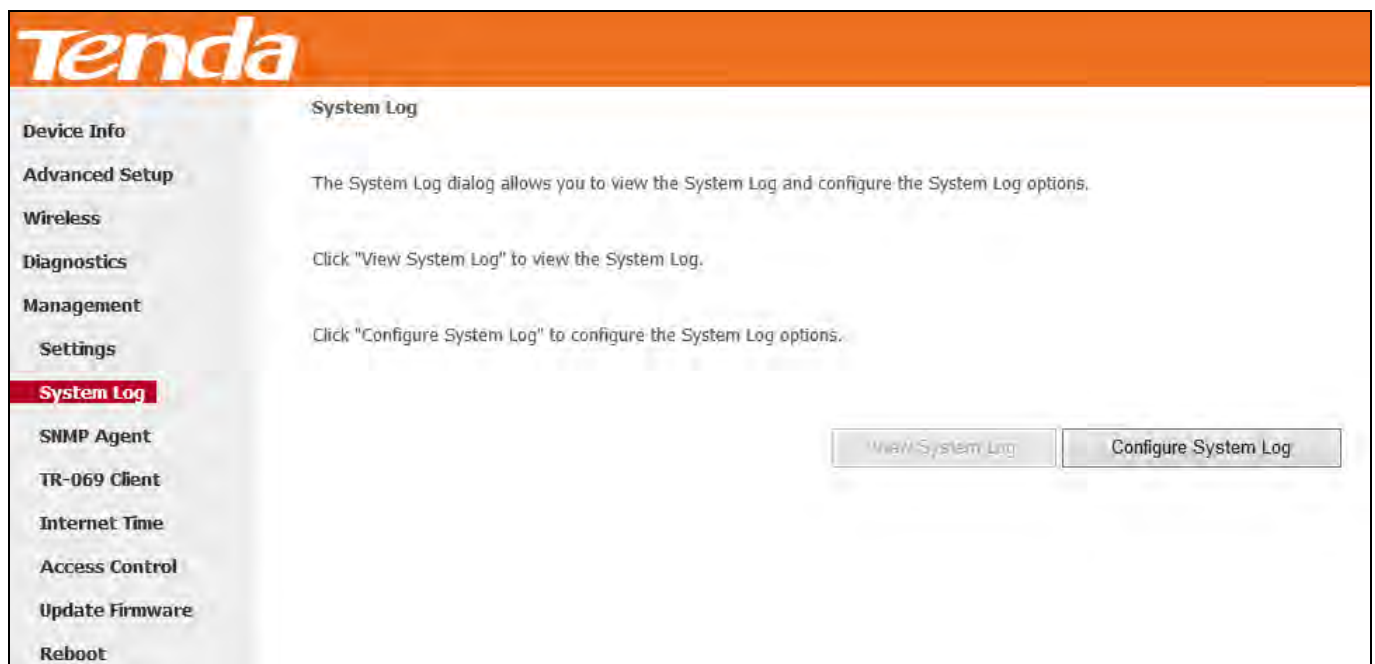 Tenda
Device Info
Advanced Setup
Wireless
Diagnostics
Management
Settings
System Log
SNMP Agent
TR-069 Client
Internet Time
Access Control
Update Firmware
Reboot
System Log
The System Log dialog allows you to view the System Log and configure the System Log options.
Click "View System Log" to view the System Log.
Click "Configure System Log" to configure the System Log options.
View System Log
Configure System Log